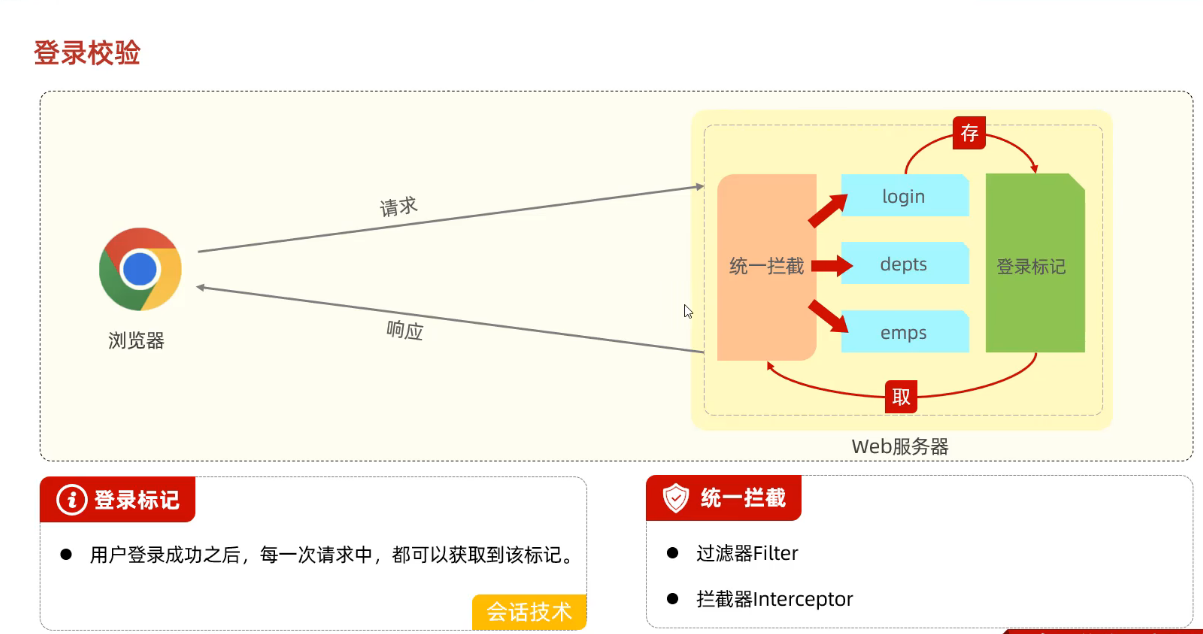 登录校验
存
请求
login
统一拦截
depts
登录标记
浏览器
响应
emps
取
Web服务器
登录标记
用户登录成功之后，每一次请求中，都可以获取到该标记。
会话技术
统一拦截
过滤器Filter
拦截器Interceptor